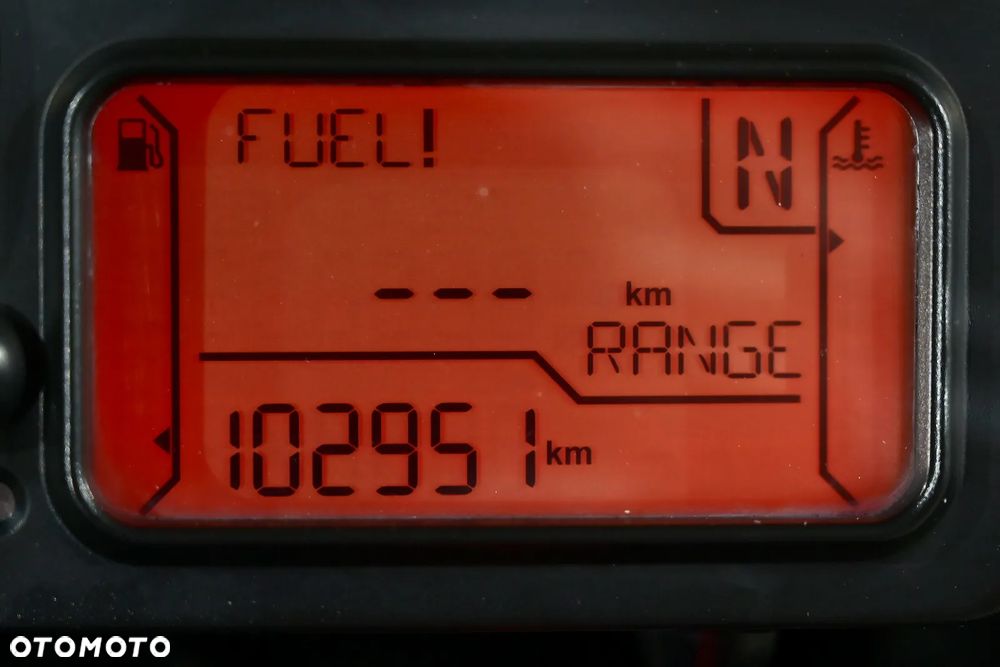 FUEL!
N
--- km
RANGE
102951 km
OTOMOTO